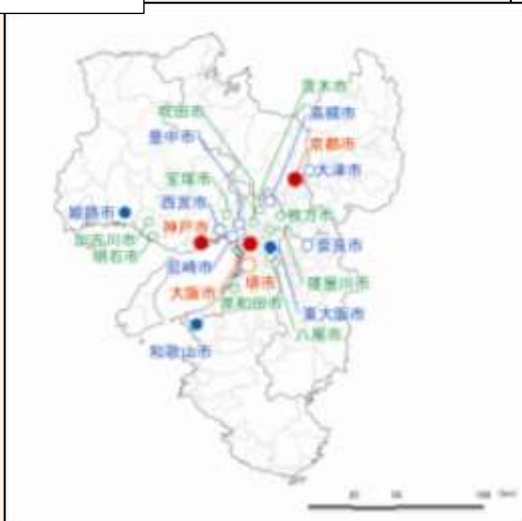 茨木市
吹田市
高槻市
豊中市
京都市
大津市
宝塚市
西宮市
枚方市
姫路市
神戸市
加古川市
奈良市
明石市
尼崎市
堺市
寝屋川市
大阪市
岸和田市
東大阪市
八尾市
和歌山市